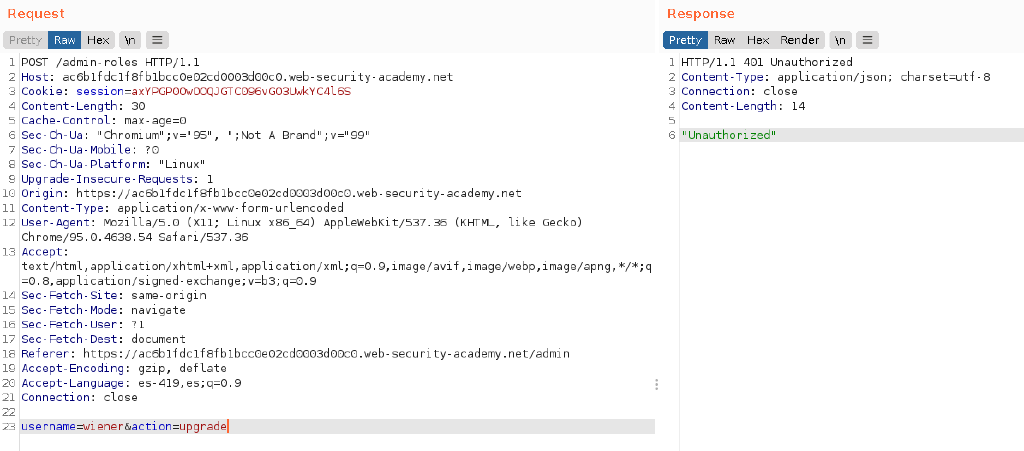 Request
Response
Pretty Raw Hex \n
Pretty Raw Hex Render \n
1 POST /admin-roles HTTP/1.1
2 Host: ac6b1fdc1f8fb1bcc0e02cd0003d00c0.web-security-academy.net
3 Cookie: session=axYPGPO0w0OQJGTC096vGO3UwkYC4l6S
4 Content-Length: 30
5 Cache-Control: max-age=0
6 Sec-Ch-Ua: "Chromium";v="95", ";Not A Brand";v="99"
7 Sec-Ch-Ua-Mobile: ?0
8 Sec-Ch-Ua-Platform: "Linux"
9 Upgrade-Insecure-Requests: 1
10 Origin: https://ac6b1fdc1f8fb1bcc0e02cd0003d00c0.web-security-academy.net
11 Content-Type: application/x-www-form-urlencoded
12 User-Agent: Mozilla/5.0 (X11; Linux x86_64) AppleWebKit/537.36 (KHTML, like Gecko)
Chrome/95.0.4638.54 Safari/537.36
13 Accept:
text/html,application/xhtml+xml,application/xml;q=0.9,image/avif,image/webp,image/apng,*/*;q
=0.8,application/signed-exchange;v=b3;q=0.9
14 Sec-Fetch-Site: same-origin
15 Sec-Fetch-Mode: navigate
16 Sec-Fetch-User: ?1
17 Sec-Fetch-Dest: document
18 Referer: https://ac6b1fdc1f8fb1bcc0e02cd0003d00c0.web-security-academy.net/admin
19 Accept-Encoding: gzip, deflate
20 Accept-Language: es-419,es;q=0.9
21 Connection: close
22
23 username=wiener&action=upgrade
1 HTTP/1.1 401 Unauthorized
2 Content-Type: application/json; charset=utf-8
3 Connection: close
4 Content-Length: 14
5
6 "Unauthorized"